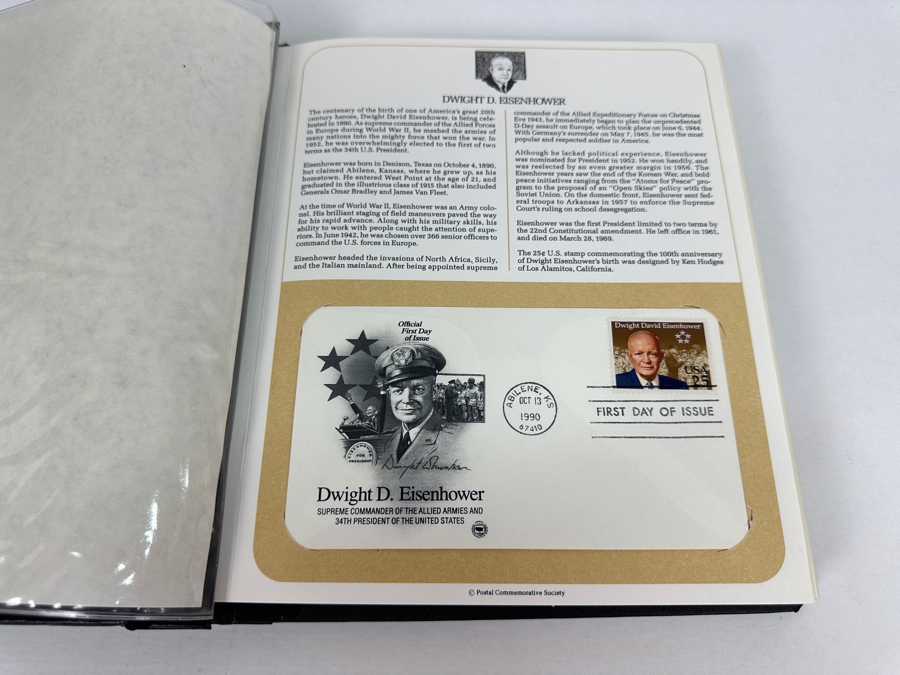 DWIGHT D. EISENHOWER
The centenary of the birth of one of America's great 20th
century heroes, Dwight David Eisenhower, is being cele-
brated in 1990. As supreme commander of the Allied Forces
in Europe during World War II, he meshed the armies of
many nations into the mighty force that won the war. In
1952, he was overwhelmingly elected to the first of two
terms as the 34th U.S. President.
Eisenhower was born in Denison, Texas on October 4, 1890,
but claimed Abilene, Kansas, where he grew up, as his
hometown. He entered West Point at the age of 21, and
graduated in the illustrious class of 1915 that also included
Generals Omar Bradley and James Van Fleet.
At the time of World War II, Eisenhower was an Army colo-
nel. His brilliant staging of field maneuvers paved the way
for his rapid advance. Along with his military skills, his
ability to work with people caught the attention of supe-
riors. In June 1942, he was chosen over 366 senior officers to
command the U.S. forces in Europe.
Eisenhower headed the invasions of North Africa, Sicily,
and the Italian mainland. After being appointed supreme
commander of the Allied Expeditionary Forces on Christmas
Eve 1943, he immediately began to plan the unprecedented
D-Day assault on Europe, which took place on June 6, 1944.
With Germany's surrender on May 7, 1945, he was the most
popular and respected soldier in America.
Although he lacked political experience, Eisenhower
was nominated for President in 1952. He won handily, and
was reelected by an even greater margin in 1956. The
Eisenhower years saw the end of the Korean War, and bold
peace initiatives ranging from the "Atoms for Peace" pro-
gram to the proposal of an "Open Skies" policy with the
Soviet Union. On the domestic front, Eisenhower sent fed-
eral troops to Arkansas in 1957 to enforce the Supreme
Court's ruling on school desegregation.
Eisenhower was the first President limited to two terms by
the 22nd Constitutional amendment. He left office in 1961,
and died on March 28, 1969.
The 25¢ U.S. stamp commemorating the 100th anniversary
of Dwight Eisenhower's birth was designed by Ken Hodges
of Los Alamitos, California.
Official
First Day
of Issue
EISENHOWER
FOR
PRESIDENT
Dwight D. Eisenhower
SUPREME COMMANDER OF THE ALLIED ARMIES AND
34TH PRESIDENT OF THE UNITED STATES
ABILENE, KS
OCT 13
1990
67410
Dwight David Eisenhower
USA
25
FIRST DAY OF ISSUE
© Postal Commemorative Society